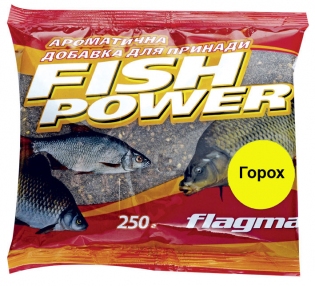 АРОМАТИЧНА
ДОБАВКА ДЛЯ ПРИНАДИ
FISH
POWER
Горох
250 г.
flagma